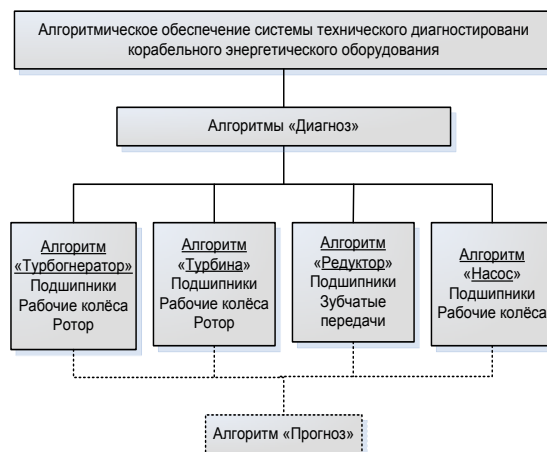 Алгоритмическое обеспечение системы технического диагностировани
корабельного энергетического оборудования
Алгоритмы «Диагноз»
Алгоритм
«Турбогнератор»
Подшипники
Рабочие колёса
Ротор
Алгоритм
«Турбина»
Подшипники
Рабочие колёса
Ротор
Алгоритм
«Редуктор»
Подшипники
Зубчатые
передачи
Алгоритм
«Насос»
Подшипники
Рабочие колёса
Алгоритм «Прогноз»